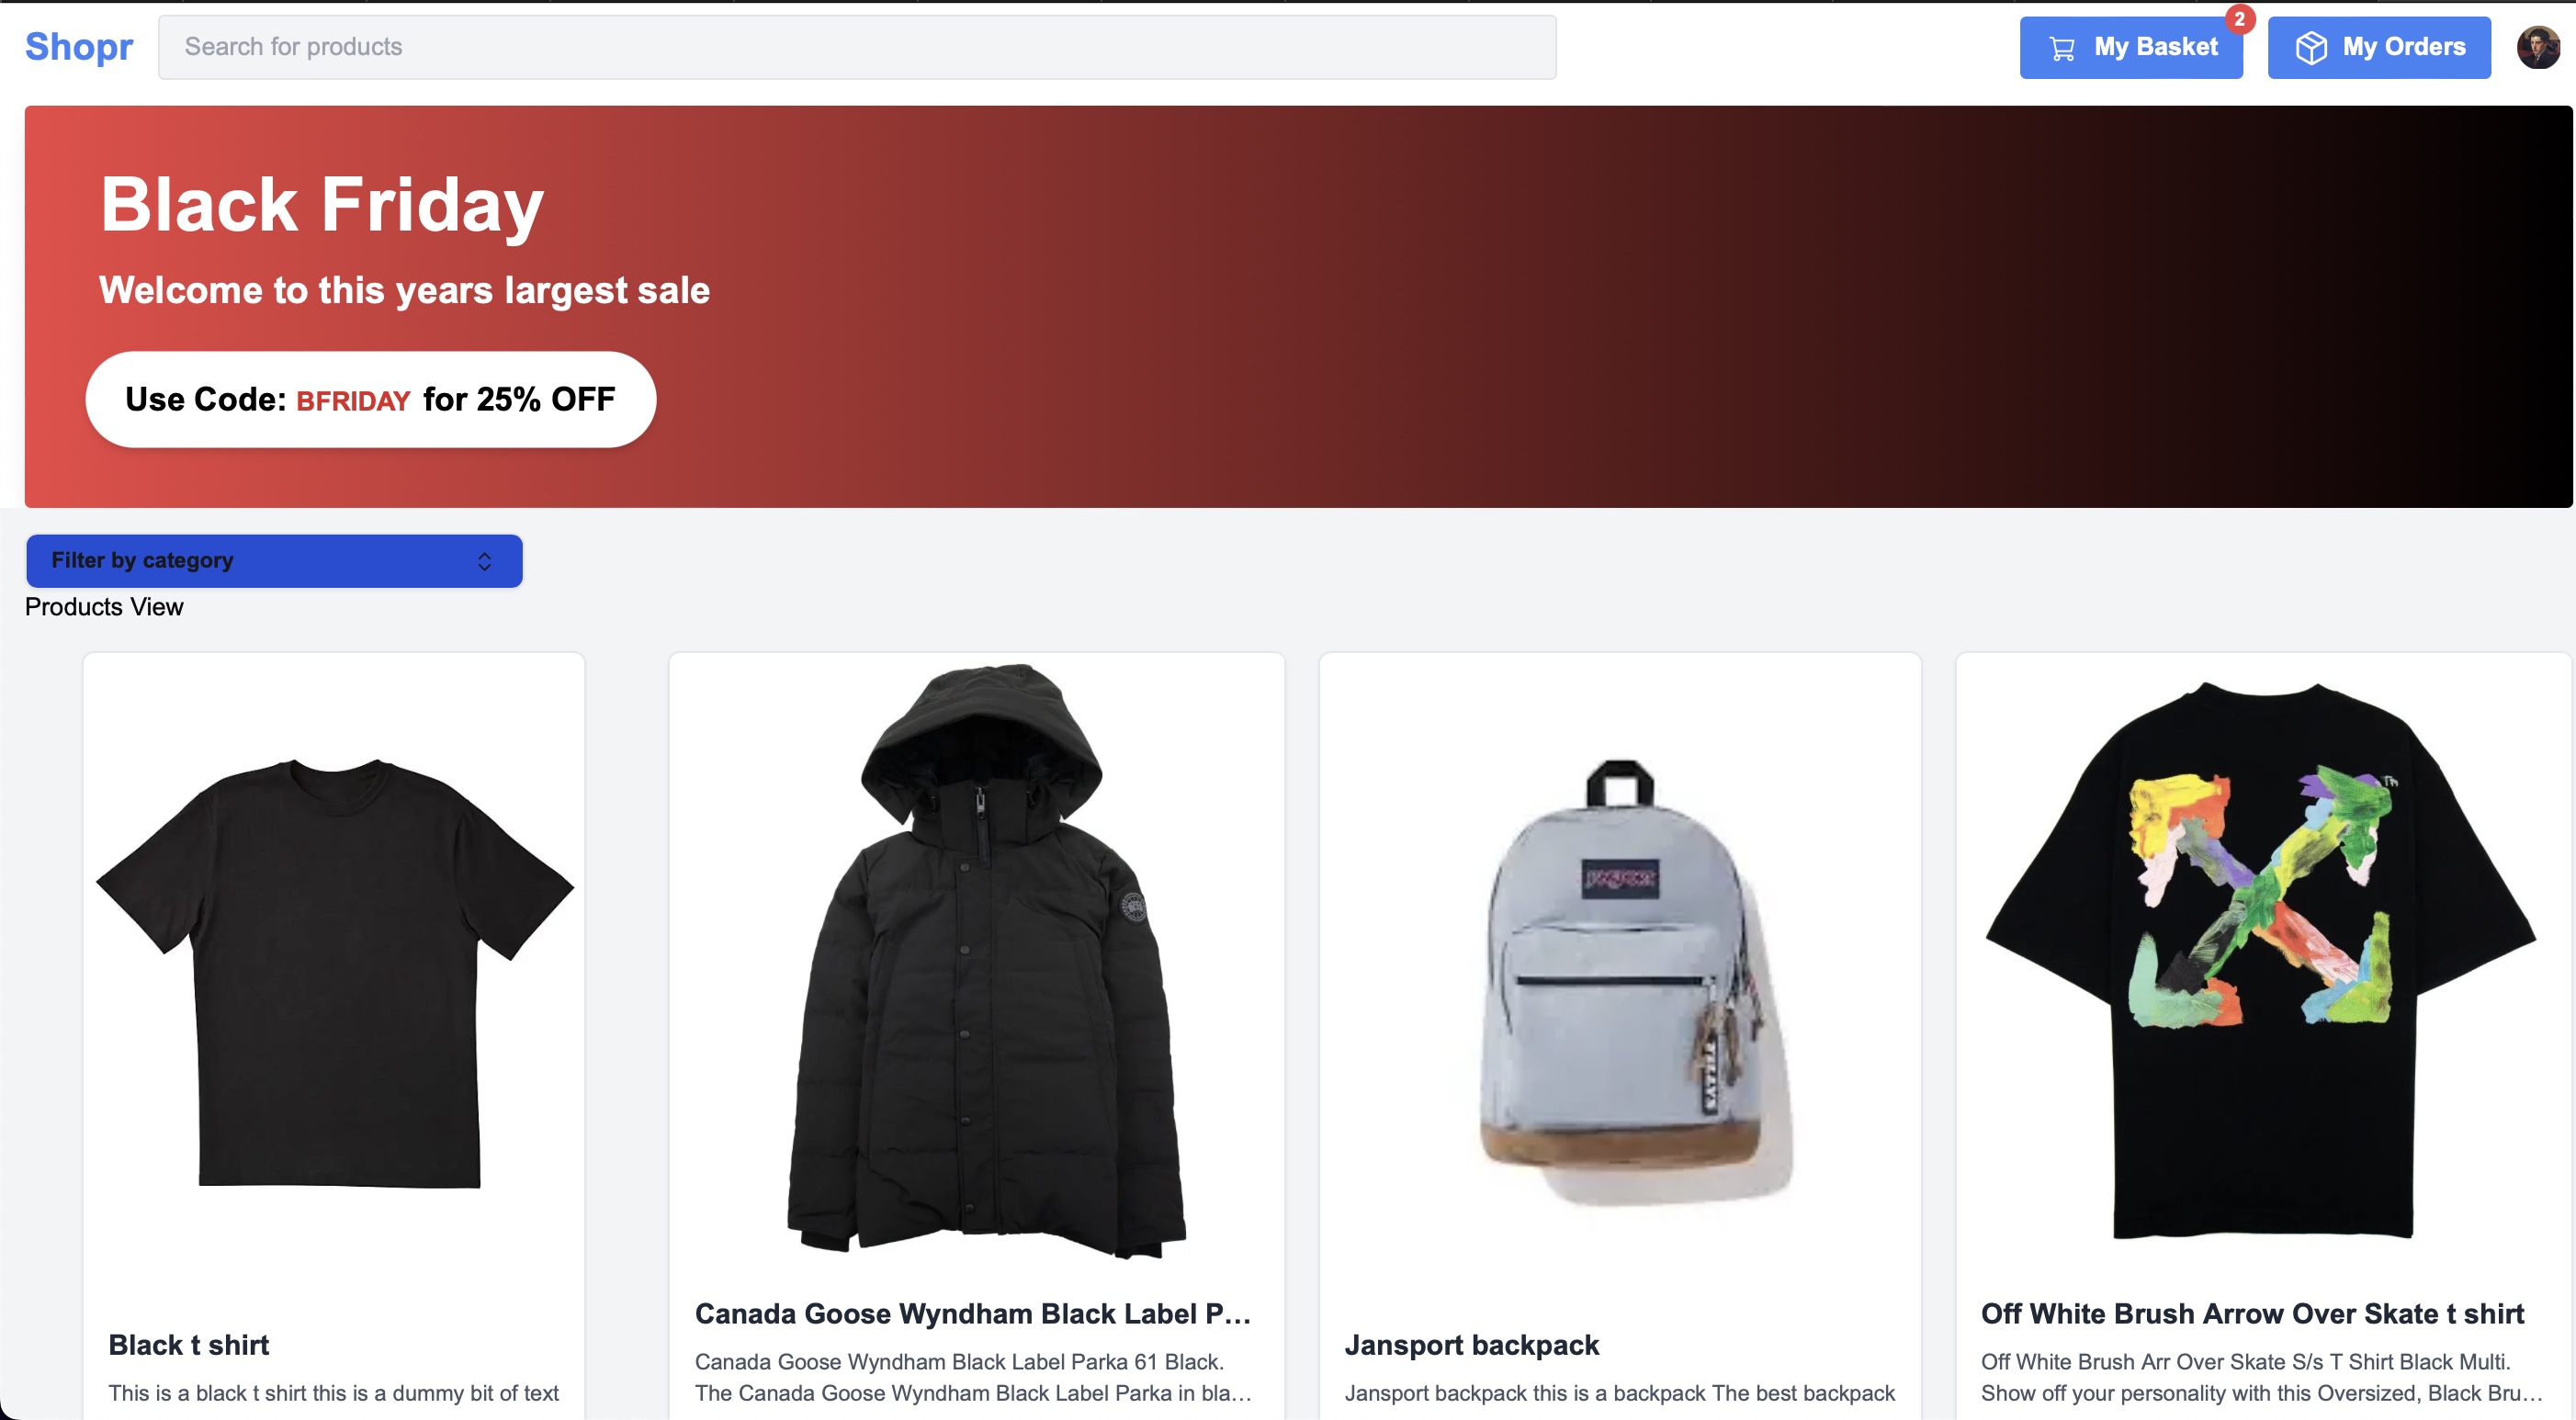 Shopr
Search for products
My Basket
2
My Orders
Black Friday
Welcome to this years largest sale
Use Code: BFRIDAY for 25% OFF
Filter by category
Products View
Black t shirt
This is a black t shirt this is a dummy bit of text
Canada Goose Wyndham Black Label P...
Canada Goose Wyndham Black Label Parka 61 Black.
The Canada Goose Wyndham Black Label Parka in bla...
Jansport backpack
Jansport backpack this is a backpack The best backpack
Off White Brush Arrow Over Skate t shirt
Off White Brush Arr Over Skate S/s T Shirt Black Multi.
Show off your personality with this Oversized, Black Bru...